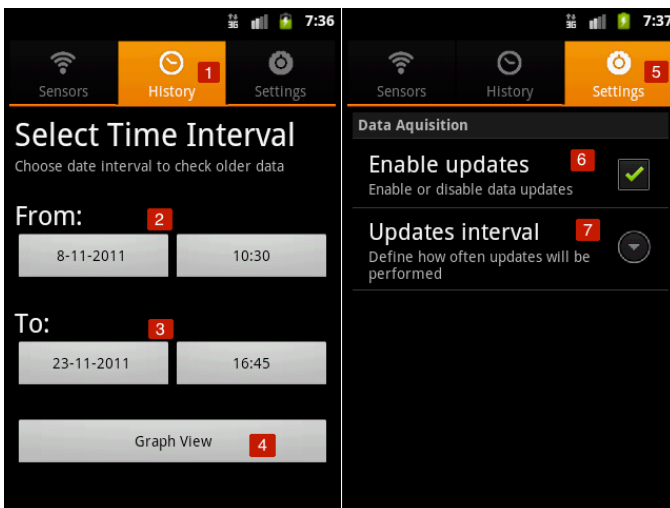 7:36
Sensors
History
1
Settings
Select Time Interval
Choose date interval to check older data
From:
2
8-11-2011
10:30
To:
3
23-11-2011
16:45
Graph View
4
7:37
Sensors
History
Settings
5
Data Aquisition
Enable updates
6
Enable or disable data updates
Updates interval
7
Define how often updates will be
performed